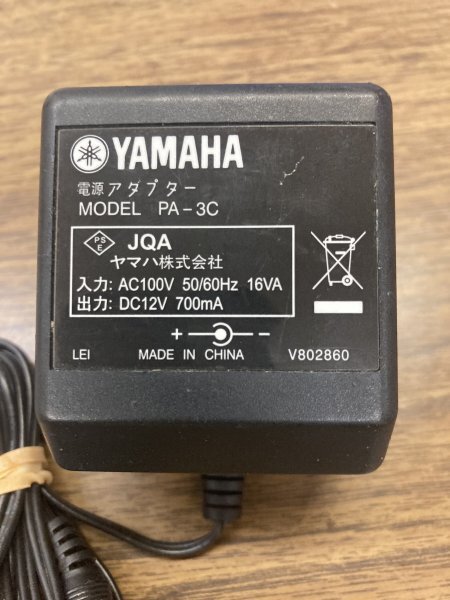 YAMAHA
電源アダプター
MODEL PA-3C
PS
E
JQA
ヤマハ株式会社
入力: AC100V 50/60Hz 16VA
出力: DC12V 700mA
+ -
LEI MADE IN CHINA V802860